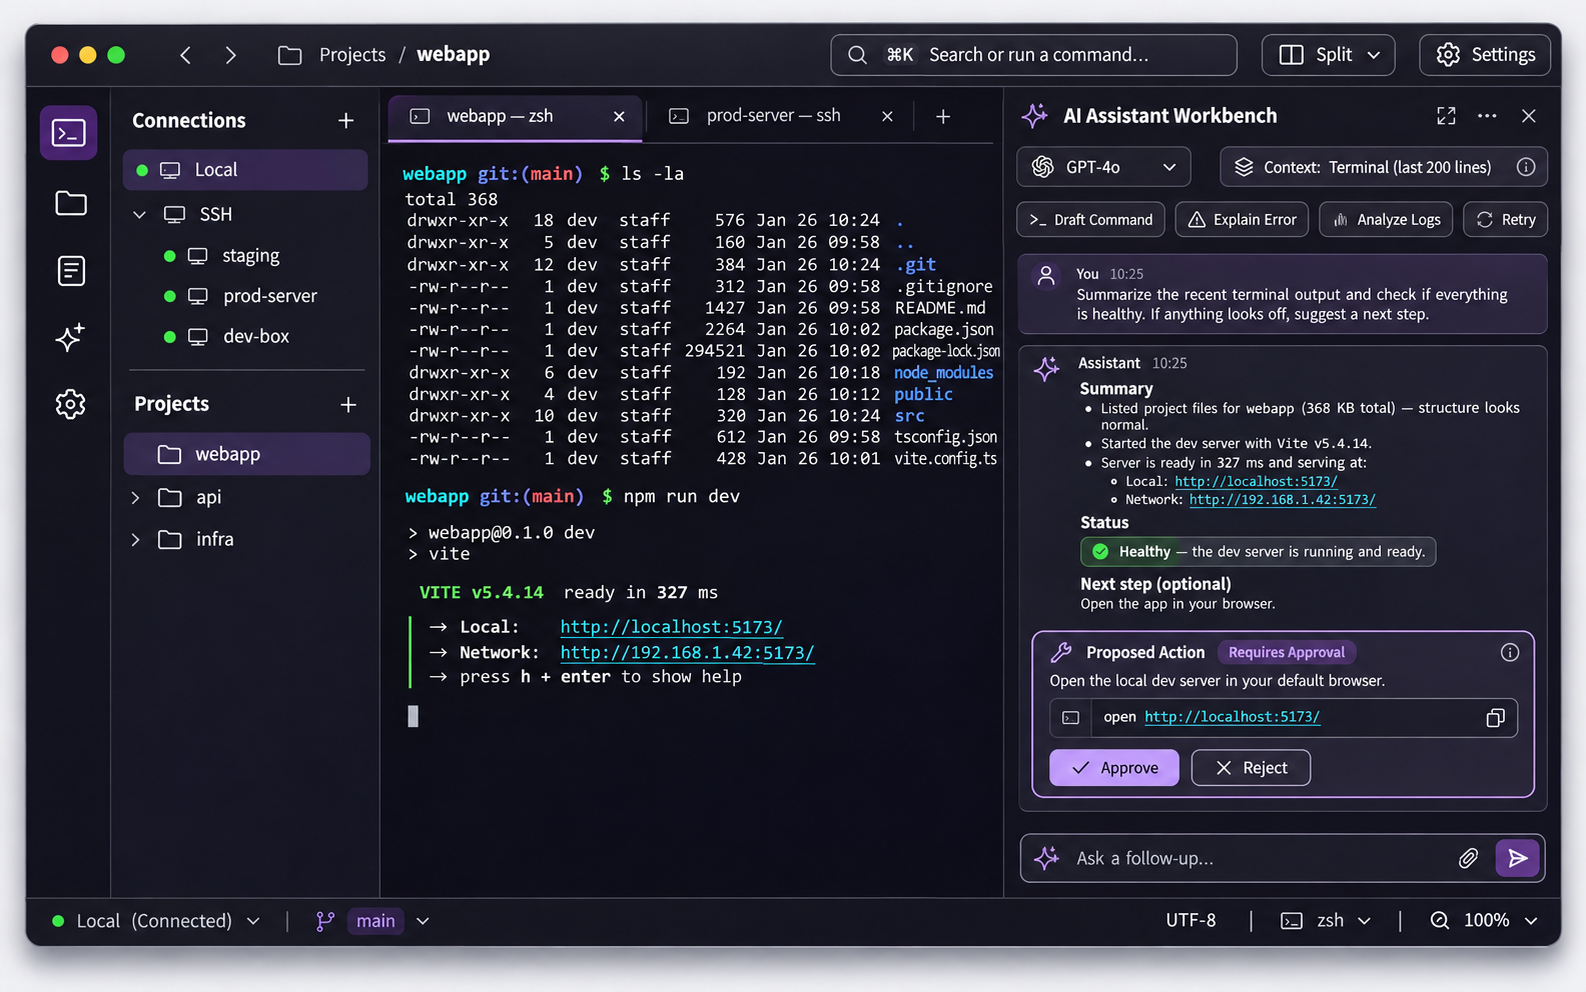 Projects / webapp
⌘K Search or run a command...
Split
Settings
Connections
Local
SSH
staging
prod-server
dev-box
Projects
webapp
api
infra
webapp — zsh
prod-server — ssh
webapp git:(main) $ ls -la
total 368
drwxr-xr-x 18 dev staff 576 Jan 26 10:24 .
drwxr-xr-x 5 dev staff 160 Jan 26 09:58 ..
drwxr-xr-x 12 dev staff 384 Jan 26 10:24 .git
-rw-r--r-- 1 dev staff 312 Jan 26 09:58 .gitignore
-rw-r--r-- 1 dev staff 1427 Jan 26 09:58 README.md
-rw-r--r-- 1 dev staff 2264 Jan 26 10:02 package.json
-rw-r--r-- 1 dev staff 294521 Jan 26 10:02 package-lock.json
drwxr-xr-x 6 dev staff 192 Jan 26 10:18 node_modules
drwxr-xr-x 4 dev staff 128 Jan 26 10:12 public
drwxr-xr-x 10 dev staff 320 Jan 26 10:24 src
-rw-r--r-- 1 dev staff 612 Jan 26 09:58 tsconfig.json
-rw-r--r-- 1 dev staff 428 Jan 26 10:01 vite.config.ts
webapp git:(main) $ npm run dev
> webapp@0.1.0 dev
> vite
VITE v5.4.14 ready in 327 ms
→ Local: http://localhost:5173/
→ Network: http://192.168.1.42:5173/
→ press h + enter to show help
AI Assistant Workbench
GPT-4o
Context: Terminal (last 200 lines)
Draft Command
Explain Error
Analyze Logs
Retry
You 10:25
Summarize the recent terminal output and check if everything
is healthy. If anything looks off, suggest a next step.
Assistant 10:25
Summary
• Listed project files for webapp (368 KB total) — structure looks
normal.
• Started the dev server with Vite v5.4.14.
• Server is ready in 327 ms and serving at:
Local: http://localhost:5173/
Network: http://192.168.1.42:5173/
Status
Healthy — the dev server is running and ready.
Next step (optional)
Open the app in your browser.
Proposed Action Requires Approval
Open the local dev server in your default browser.
open http://localhost:5173/
Approve
Reject
Ask a follow-up...
Local (Connected)
main
UTF-8
zsh
100%